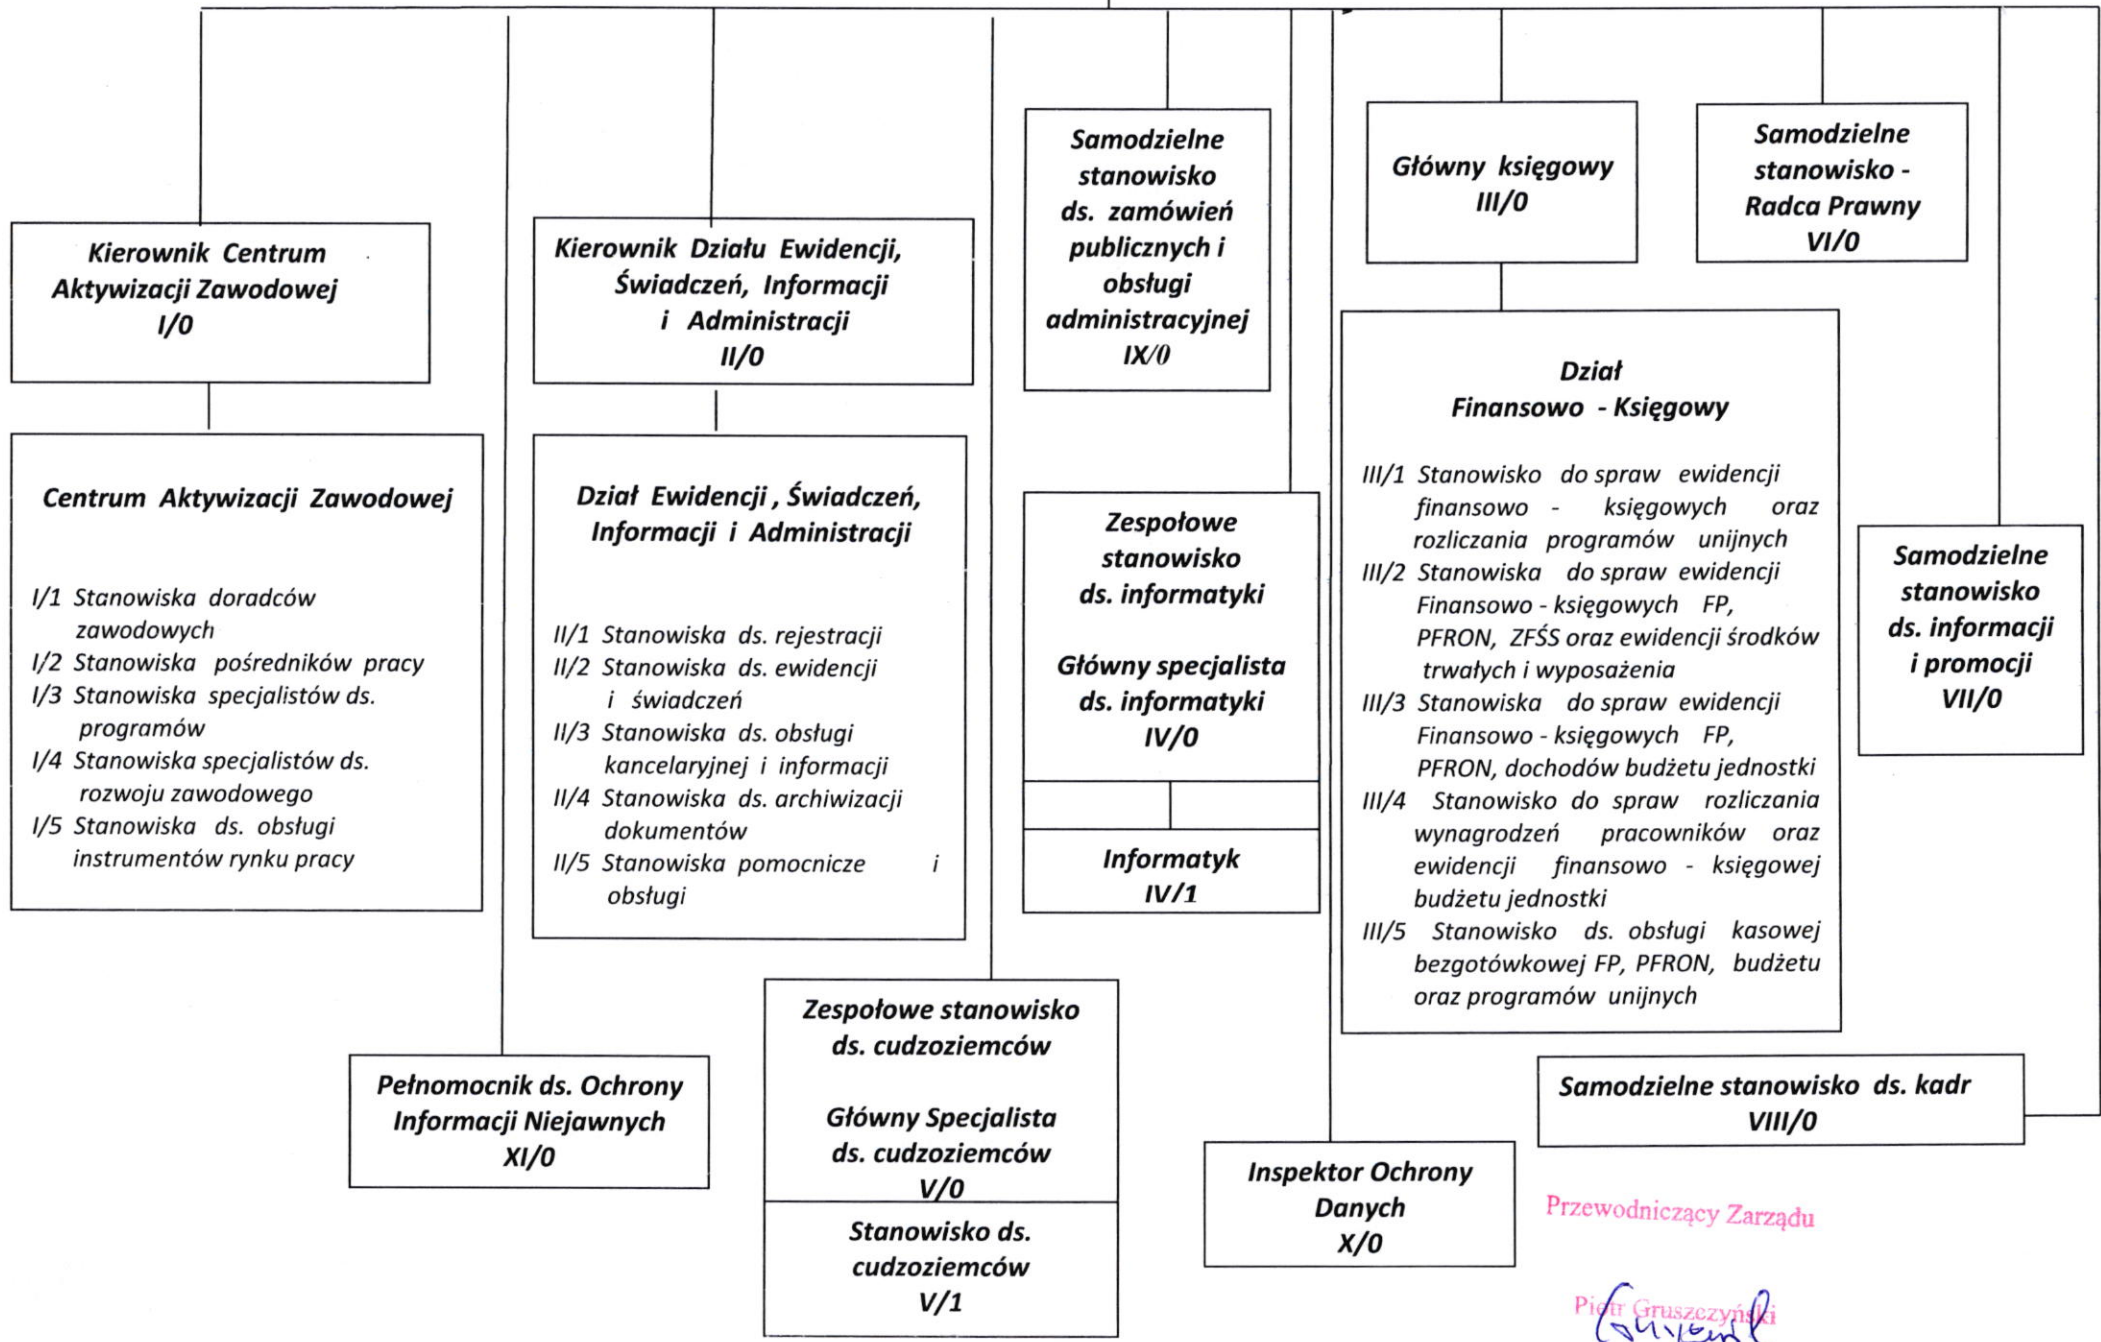 Kierownik Centrum
Aktywizacji Zawodowej
I/0
Centrum Aktywizacji Zawodowej
I/1 Stanowiska doradców
zawodowych
I/2 Stanowiska pośredników pracy
I/3 Stanowiska specjalistów ds.
programów
I/4 Stanowiska specjalistów ds.
rozwoju zawodowego
I/5 Stanowiska ds. obsługi
instrumentów rynku pracy
Kierownik Działu Ewidencji,
Świadczeń, Informacji
i Administracji
II/0
Dział Ewidencji , Świadczeń,
Informacji i Administracji
II/1 Stanowiska ds. rejestracji
II/2 Stanowiska ds. ewidencji
i świadczeń
II/3 Stanowiska ds. obsługi
kancelaryjnej i informacji
II/4 Stanowiska ds. archiwizacji
dokumentów
II/5 Stanowiska pomocnicze i
obsługi
Samodzielne
stanowisko
ds. zamówień
publicznych i
obsługi
administracyjnej
IX/0
Zespołowe
stanowisko
ds. informatyki
Główny specjalista
ds. informatyki
IV/0
Informatyk
IV/1
Główny księgowy
III/0
Dział
Finansowo - Księgowy
III/1 Stanowisko do spraw ewidencji
finansowo - księgowych oraz
rozliczania programów unijnych
III/2 Stanowiska do spraw ewidencji
Finansowo - księgowych FP,
PFRON, ZFŚS oraz ewidencji środków
trwałych i wyposażenia
III/3 Stanowiska do spraw ewidencji
Finansowo - księgowych FP,
PFRON, dochodów budżetu jednostki
III/4 Stanowisko do spraw rozliczania
wynagrodzeń pracowników oraz
ewidencji finansowo - księgowej
budżetu jednostki
III/5 Stanowisko ds. obsługi kasowej
bezgotówkowej FP, PFRON, budżetu
oraz programów unijnych
Samodzielne
stanowisko -
Radca Prawny
VI/0
Samodzielne
stanowisko
ds. informacji
i promocji
VII/0
Pełnomocnik ds. Ochrony
Informacji Niejawnych
XI/0
Zespołowe stanowisko
ds. cudzoziemców
Główny Specjalista
ds. cudzoziemców
V/0
Stanowisko ds.
cudzoziemców
V/1
Inspektor Ochrony
Danych
X/0
Samodzielne stanowisko ds. kadr
VIII/0
Przewodniczący Zarządu
Piotr Gruszczyński